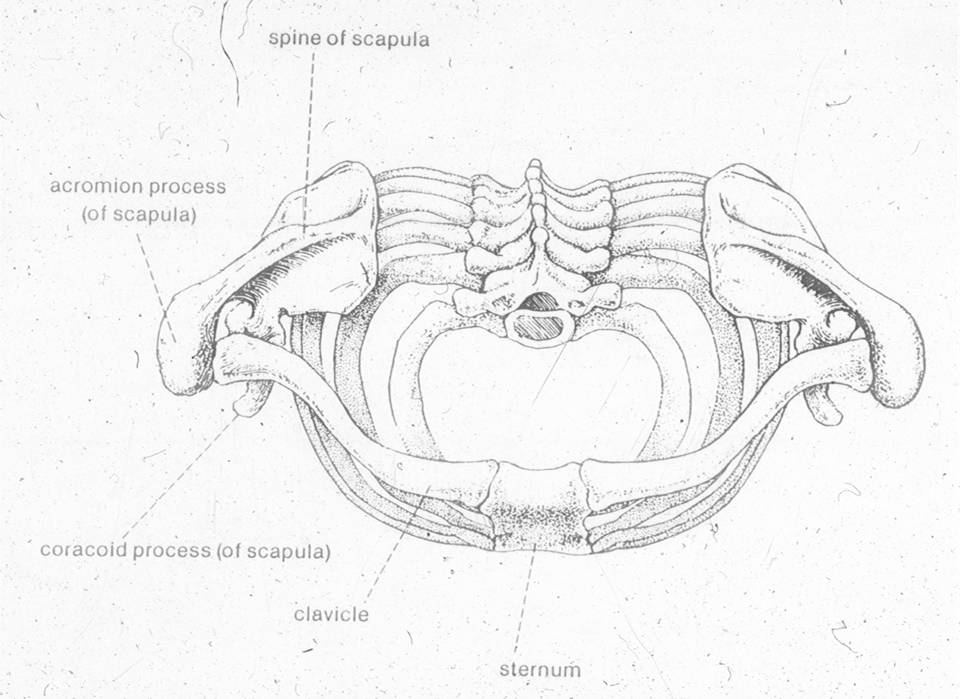 spine of scapula
acromion process
(of scapula)
coracoid process (of scapula)
clavicle
sternum